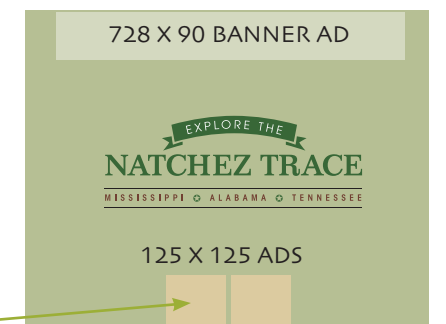 728 X 90 BANNER AD
EXPLORE THE
NATCHEZ TRACE
MISSISSIPPI ✪ ALABAMA ✪ TENNESSEE
125 X 125 ADS